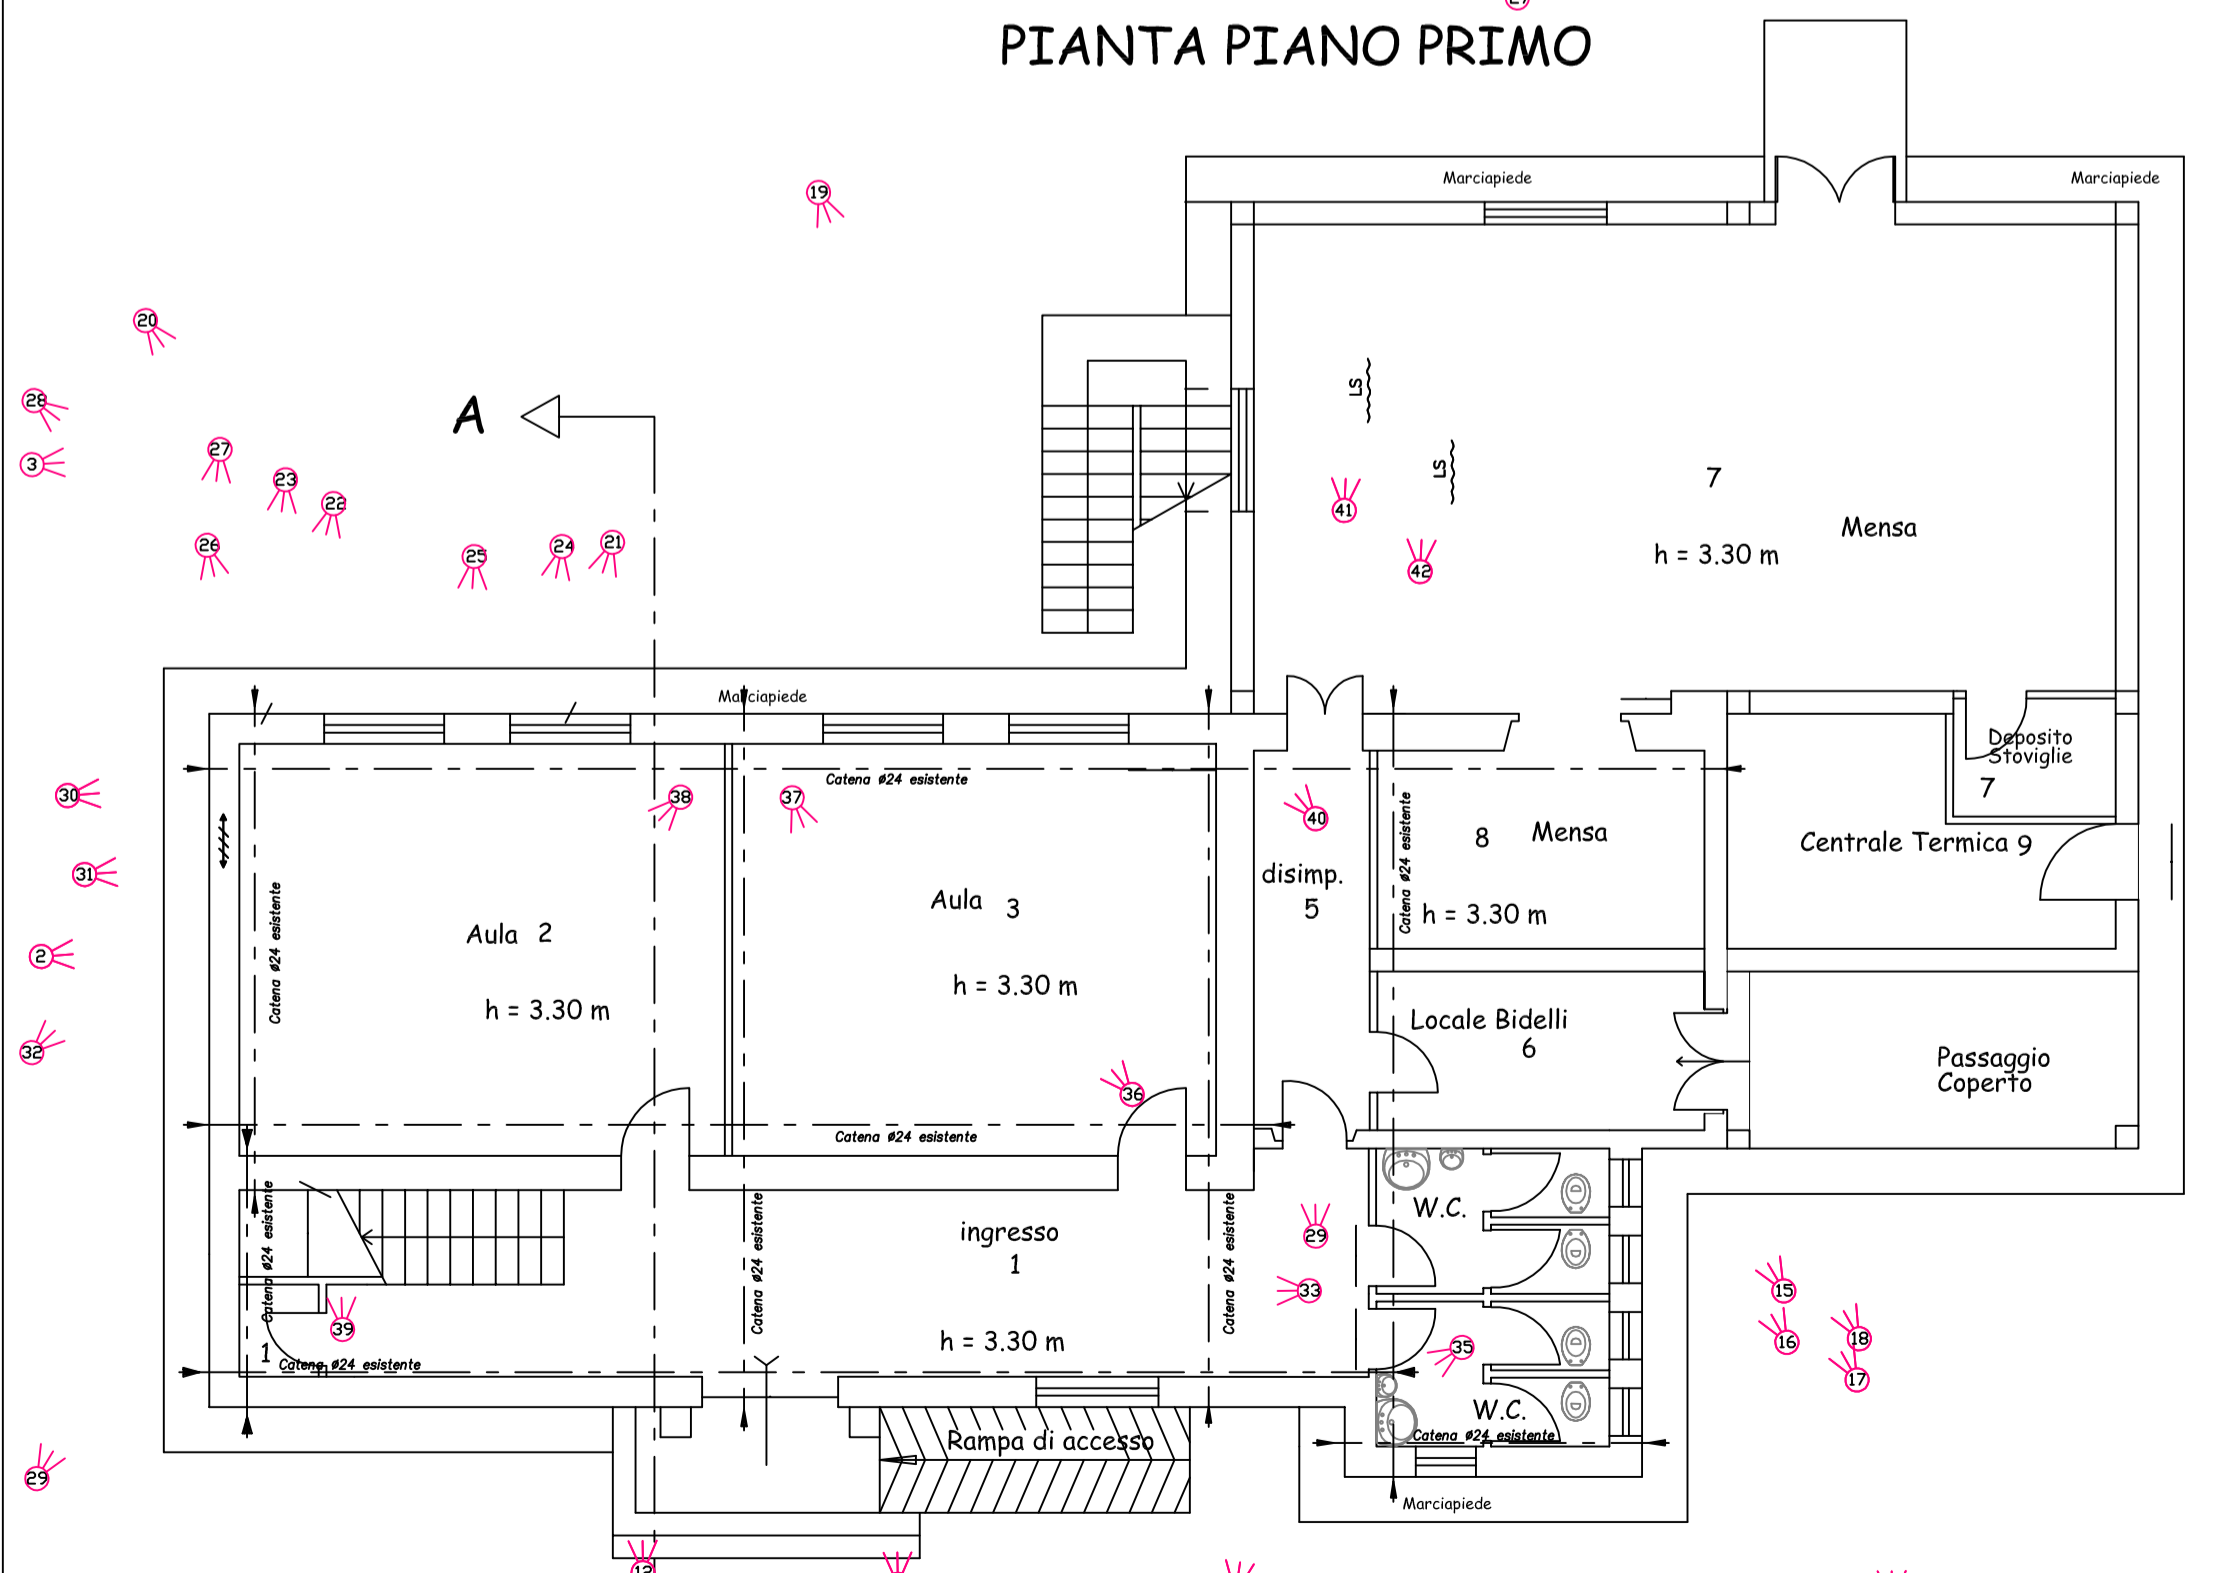 27
PIANTA PIANO PRIMO
Marciapiede
Marciapiede
19
20
28
3
A
27
23
22
26
25
24
21
LS
LS
41
42
7
Mensa
h = 3.30 m
Marciapiede
Catena ø24 esistente
30
38
37
40
31
2
32
Catena ø24 esistente
Aula 2
h = 3.30 m
Aula 3
h = 3.30 m
36
Catena ø24 esistente
disimp.
5
Catena ø24 esistente
8 Mensa
h = 3.30 m
Deposito
Stoviglie
7
Centrale Termica 9
Locale Bidelli
6
Passaggio
Coperto
Catena ø24 esistente
Catena ø24 esistente
Catena ø24 esistente
ingresso
1
h = 3.30 m
29
33
W.C.
35
W.C.
15
16
18
17
39
1
Catena ø24 esistente
29
Rampa di accesso
Catena ø24 esistente
Marciapiede
12